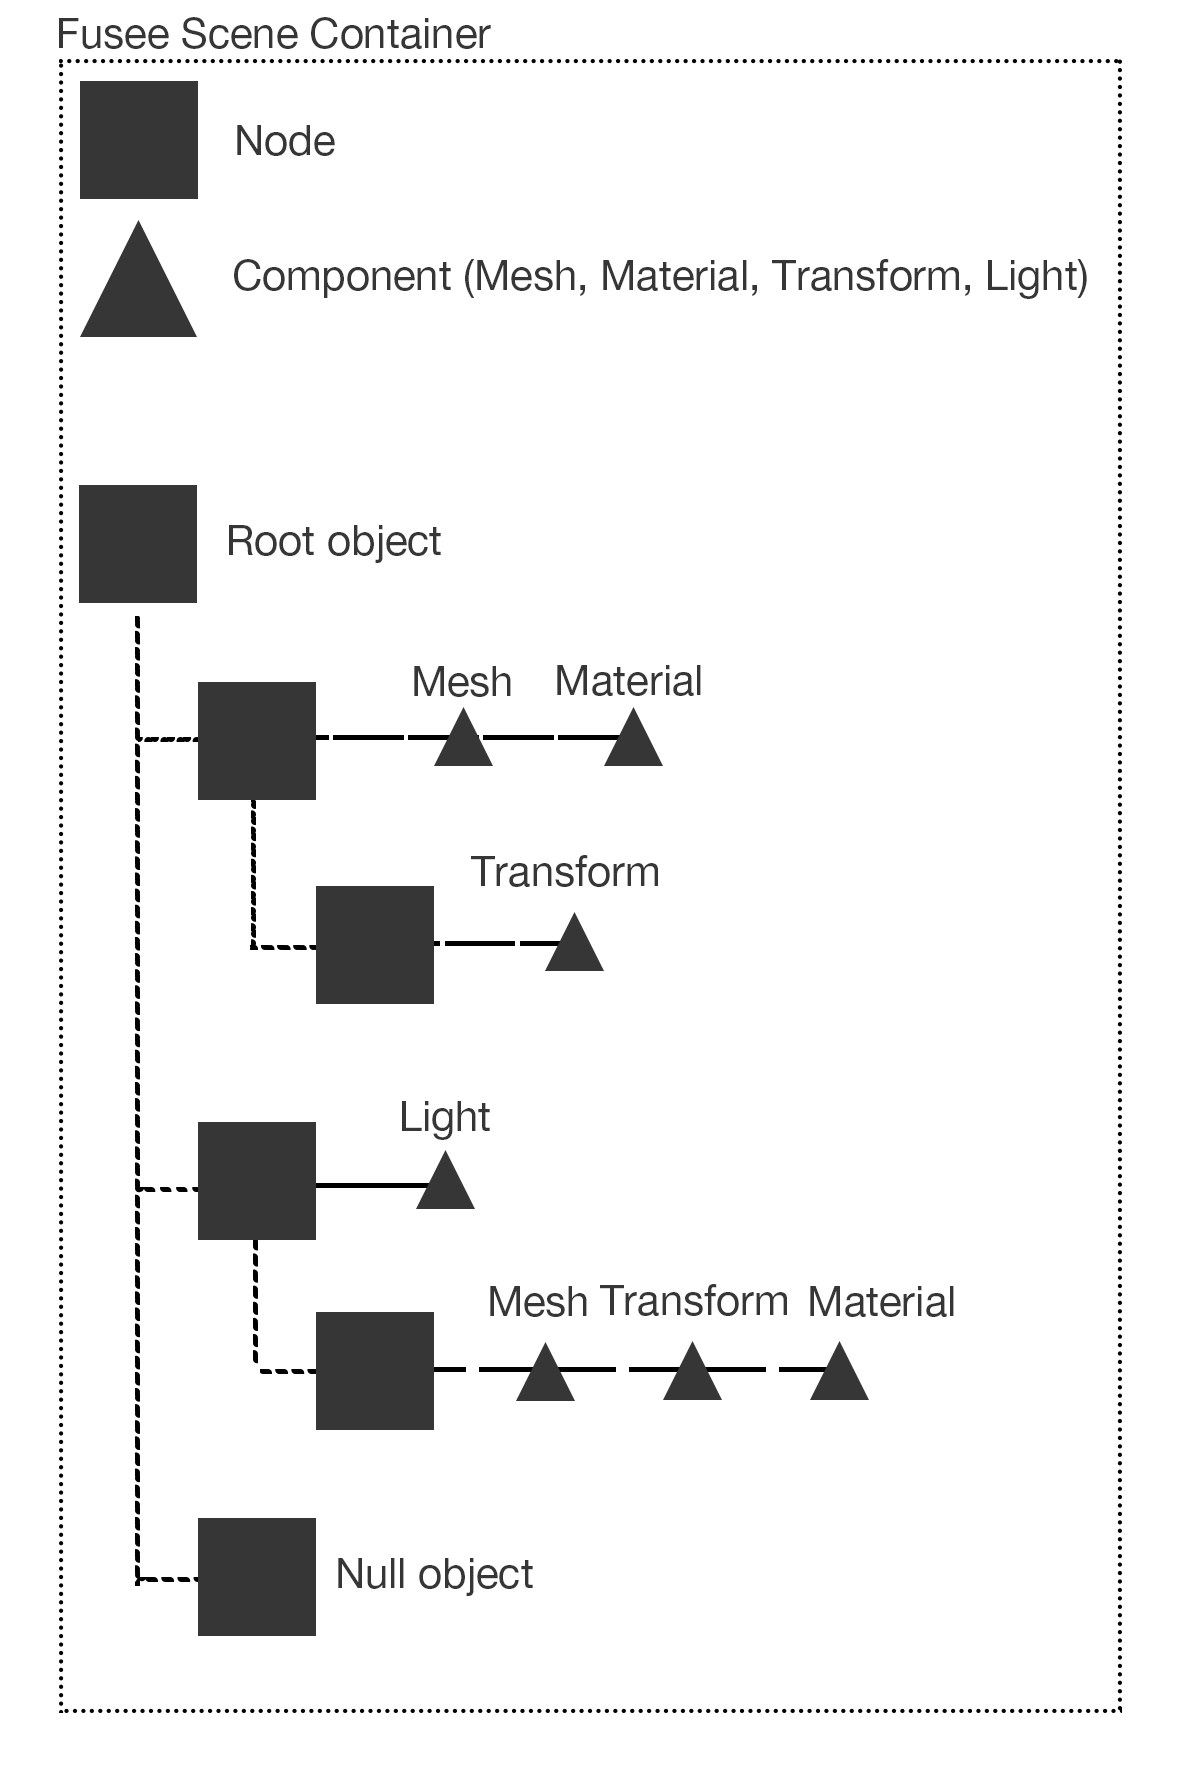 Fusee Scene Container
Node
Component (Mesh, Material, Transform, Light)
Root object
Mesh Material
Transform
Light
Mesh Transform Material
Null object